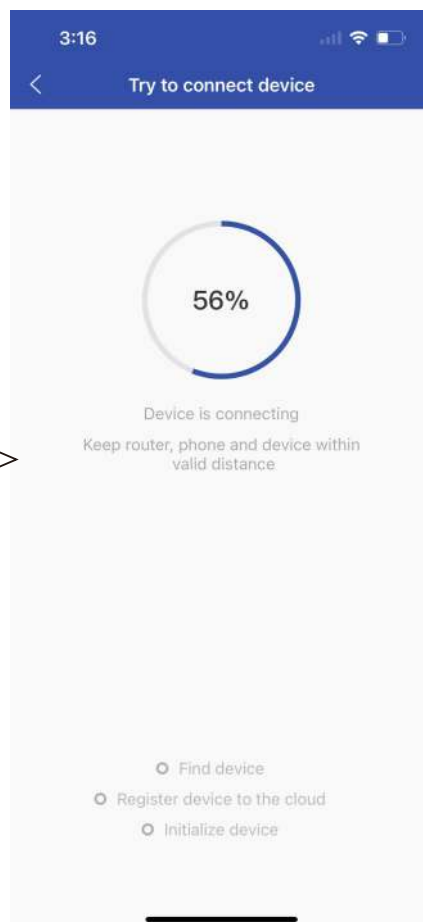 3:16
Try to connect device
56%
Device is connecting
Keep router, phone and device within
valid distance
Find device
Register device to the cloud
Initialize device